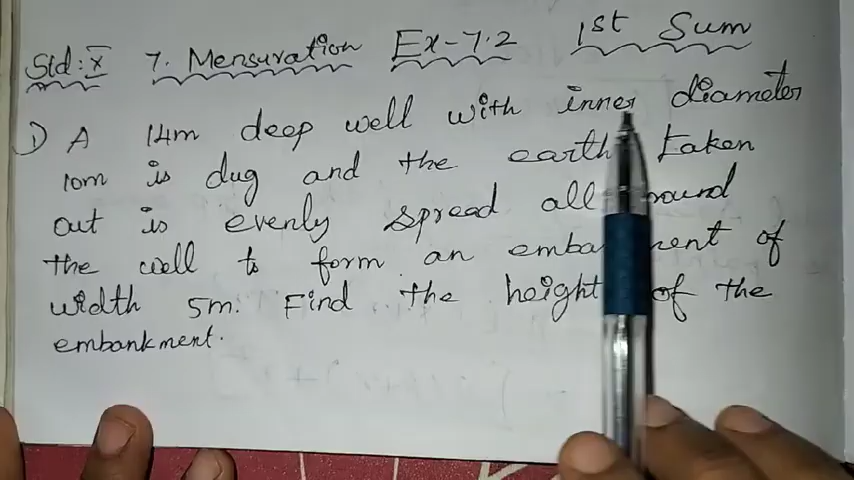 Std: X 7. Mensuration Ex-7.2 1st Sum
1) A 14m deep well with inner diameter
10m is dug and the earth taken
out is evenly spread all
the well to form an of
width 5m. Find the height of the
embankment.